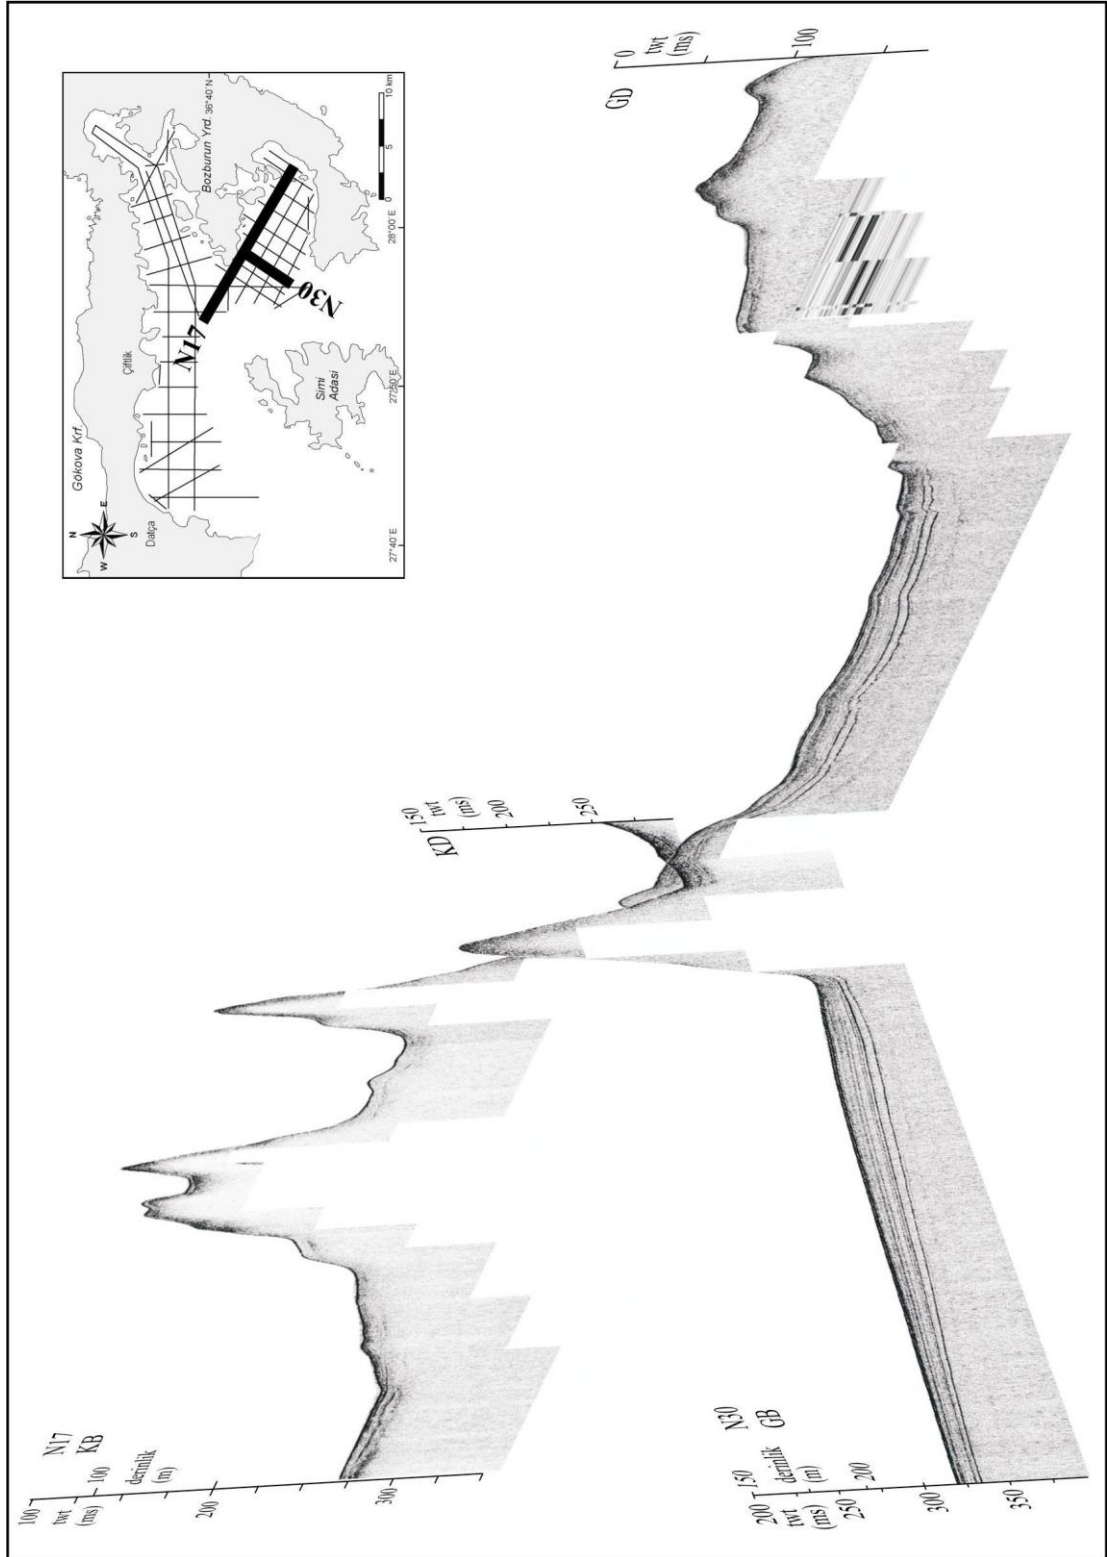 Gökova Krf.
N
W
E
S
Datça
Çiftlik
Bozburun Yrd.
36°40' N
Simi
Adasi
N17
N30
27°40' E
27°50' E
28°00' E
0
5
10 km
GD
0
twt
(ms)
100
KD
150
twt
(ms)
200
250
N17
KB
100
twt
(ms)
100
derinlik
(m)
200
300
N30
GB
200
150
twt
derinlik
(ms)
(m)
250
200
300
350